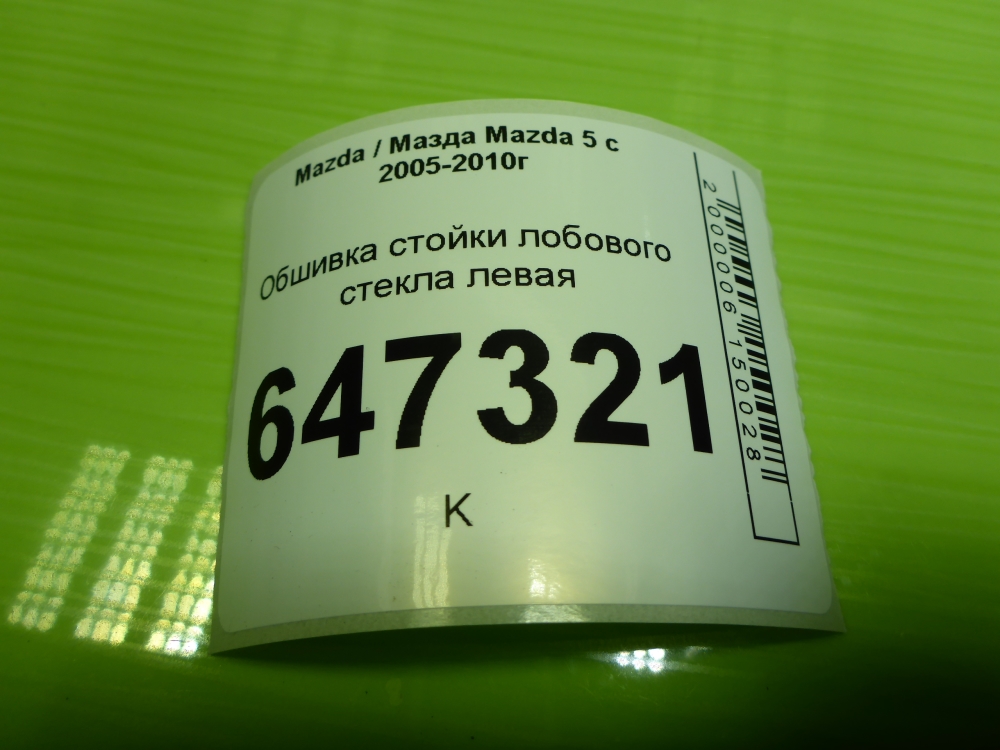 Mazda / Мазда Mazda 5 с
2005-2010г
Обшивка стойки лобового
стекла левая
647321
К
2000006150028